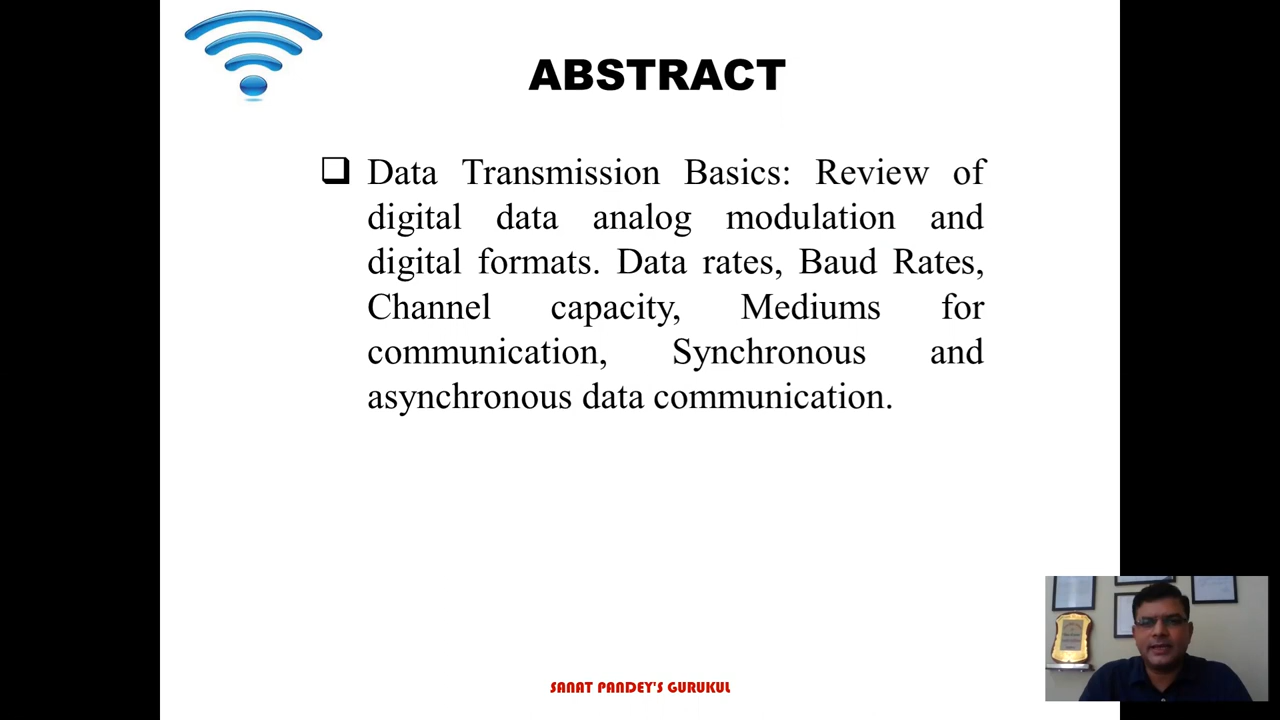 ABSTRACT
❑ Data Transmission Basics: Review of
digital data analog modulation and
digital formats. Data rates, Baud Rates,
Channel capacity, Mediums for
communication, Synchronous and
asynchronous data communication.
SANAT PANDEY'S GURUKUL